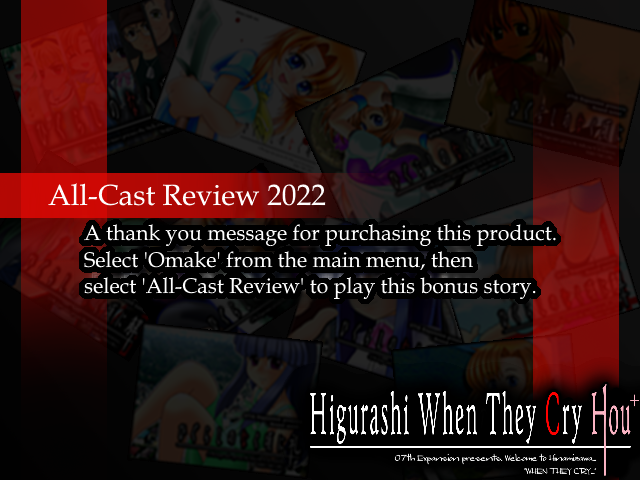 All-Cast Review 2022
A thank you message for purchasing this product.
Select 'Omake' from the main menu, then
select 'All-Cast Review' to play this bonus story.
Higurashi When They Cry Hou+
07th Expansion presents. Welcome to Hinamizawa...
"WHEN THEY CRY..."